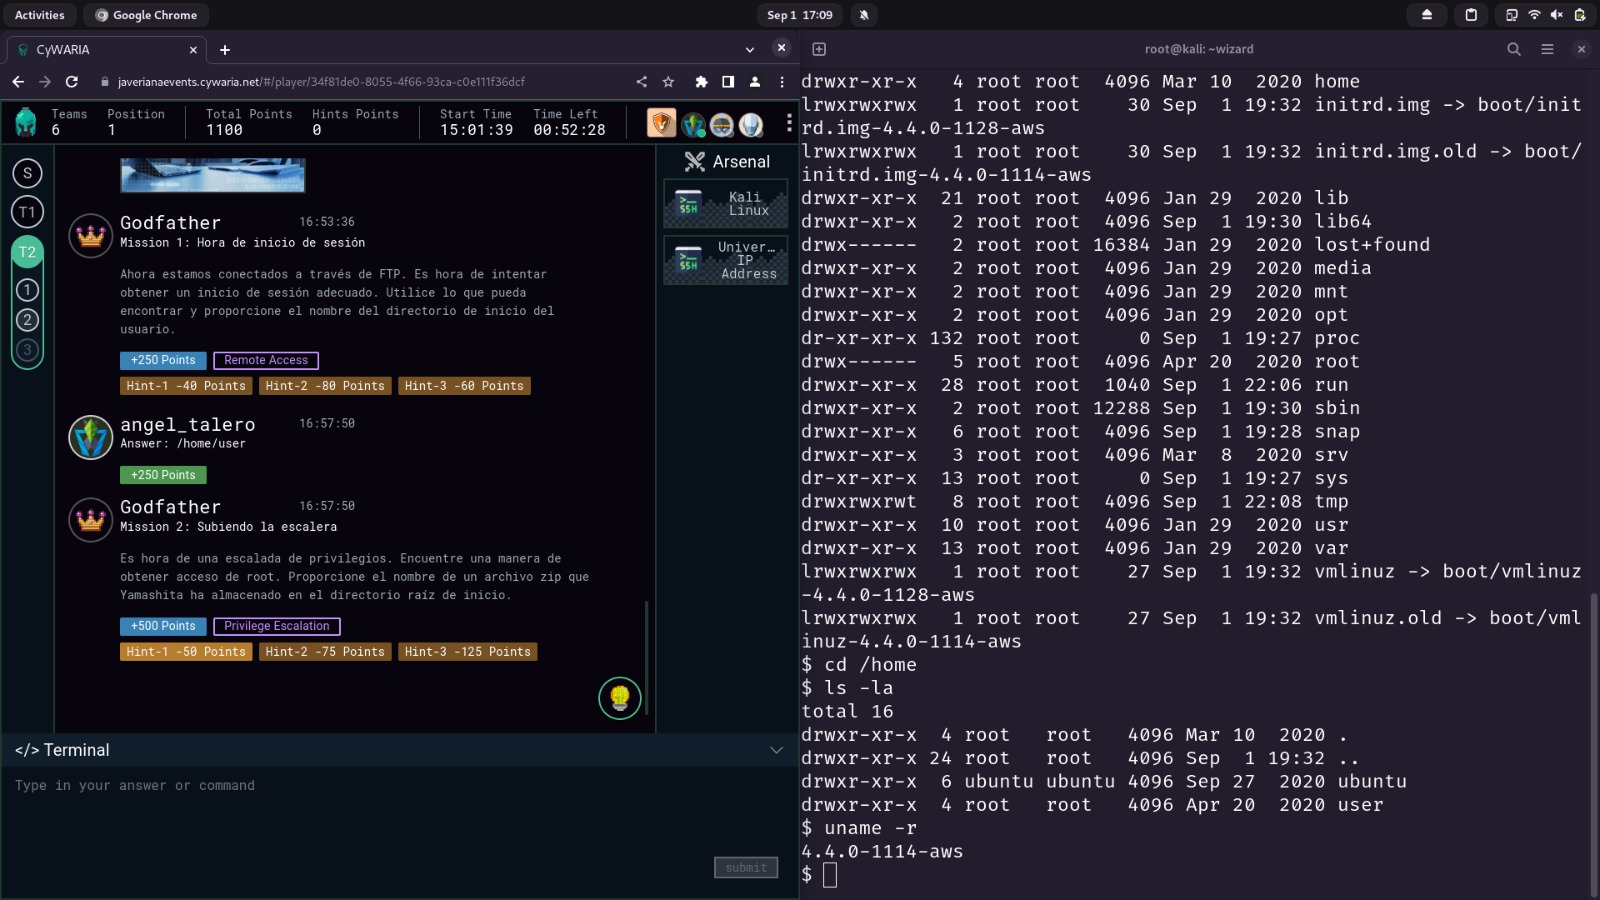 Activities
Google Chrome
Sep 1 17:09
CyWARIA
javerianaevents.cywaria.net/#/player/34f81de0-8055-4f66-93ca-c0e111f36dcf
Teams
6
Position
1
Total Points
1100
Hints Points
0
Start Time
15:01:39
Time Left
00:52:28
S
T1
T2
1
2
3
Godfather 16:53:36
Mission 1: Hora de inicio de sesión
Ahora estamos conectados a través de FTP. Es hora de intentar
obtener un inicio de sesión adecuado. Utilice lo que pueda
encontrar y proporcione el nombre del directorio de inicio del
usuario.
+250 Points Remote Access
Hint-1 -40 Points Hint-2 -80 Points Hint-3 -60 Points
angel_talero 16:57:50
Answer: /home/user
+250 Points
Godfather 16:57:50
Mission 2: Subiendo la escalera
Es hora de una escalada de privilegios. Encuentre una manera de
obtener acceso de root. Proporcione el nombre de un archivo zip que
Yamashita ha almacenado en el directorio raíz de inicio.
+500 Points Privilege Escalation
Hint-1 -50 Points Hint-2 -75 Points Hint-3 -125 Points
Arsenal
>_
SSH
Kali
Linux
>_
SSH
Univer...
IP
Address
</> Terminal
Type in your answer or command
submit
root@kali: ~wizard
drwxr-xr-x   4 root root  4096 Mar 10  2020 home
lrwxrwxrwx   1 root root    30 Sep  1 19:32 initrd.img -> boot/init
rd.img-4.4.0-1128-aws
lrwxrwxrwx   1 root root    30 Sep  1 19:32 initrd.img.old -> boot/
initrd.img-4.4.0-1114-aws
drwxr-xr-x  21 root root  4096 Jan 29  2020 lib
drwxr-xr-x   2 root root  4096 Sep  1 19:30 lib64
drwx------   2 root root 16384 Jan 29  2020 lost+found
drwxr-xr-x   2 root root  4096 Jan 29  2020 media
drwxr-xr-x   2 root root  4096 Jan 29  2020 mnt
drwxr-xr-x   2 root root  4096 Jan 29  2020 opt
dr-xr-xr-x 132 root root     0 Sep  1 19:27 proc
drwx------   5 root root  4096 Apr 20  2020 root
drwxr-xr-x  28 root root  1040 Sep  1 22:06 run
drwxr-xr-x   2 root root 12288 Sep  1 19:30 sbin
drwxr-xr-x   6 root root  4096 Sep  1 19:28 snap
drwxr-xr-x   3 root root  4096 Mar  8  2020 srv
dr-xr-xr-x  13 root root     0 Sep  1 19:27 sys
drwxrwxrwt   8 root root  4096 Sep  1 22:08 tmp
drwxr-xr-x  10 root root  4096 Jan 29  2020 usr
drwxr-xr-x  13 root root  4096 Jan 29  2020 var
lrwxrwxrwx   1 root root    27 Sep  1 19:32 vmlinuz -> boot/vmlinuz
-4.4.0-1128-aws
lrwxrwxrwx   1 root root    27 Sep  1 19:32 vmlinuz.old -> boot/vml
inuz-4.4.0-1114-aws
$ cd /home
$ ls -la
total 16
drwxr-xr-x  4 root   root   4096 Mar 10  2020 .
drwxr-xr-x 24 root   root   4096 Sep  1 19:32 ..
drwxr-xr-x  6 ubuntu ubuntu 4096 Sep 27  2020 ubuntu
drwxr-xr-x  4 root   root   4096 Apr 20  2020 user
$ uname -r
4.4.0-1114-aws
$